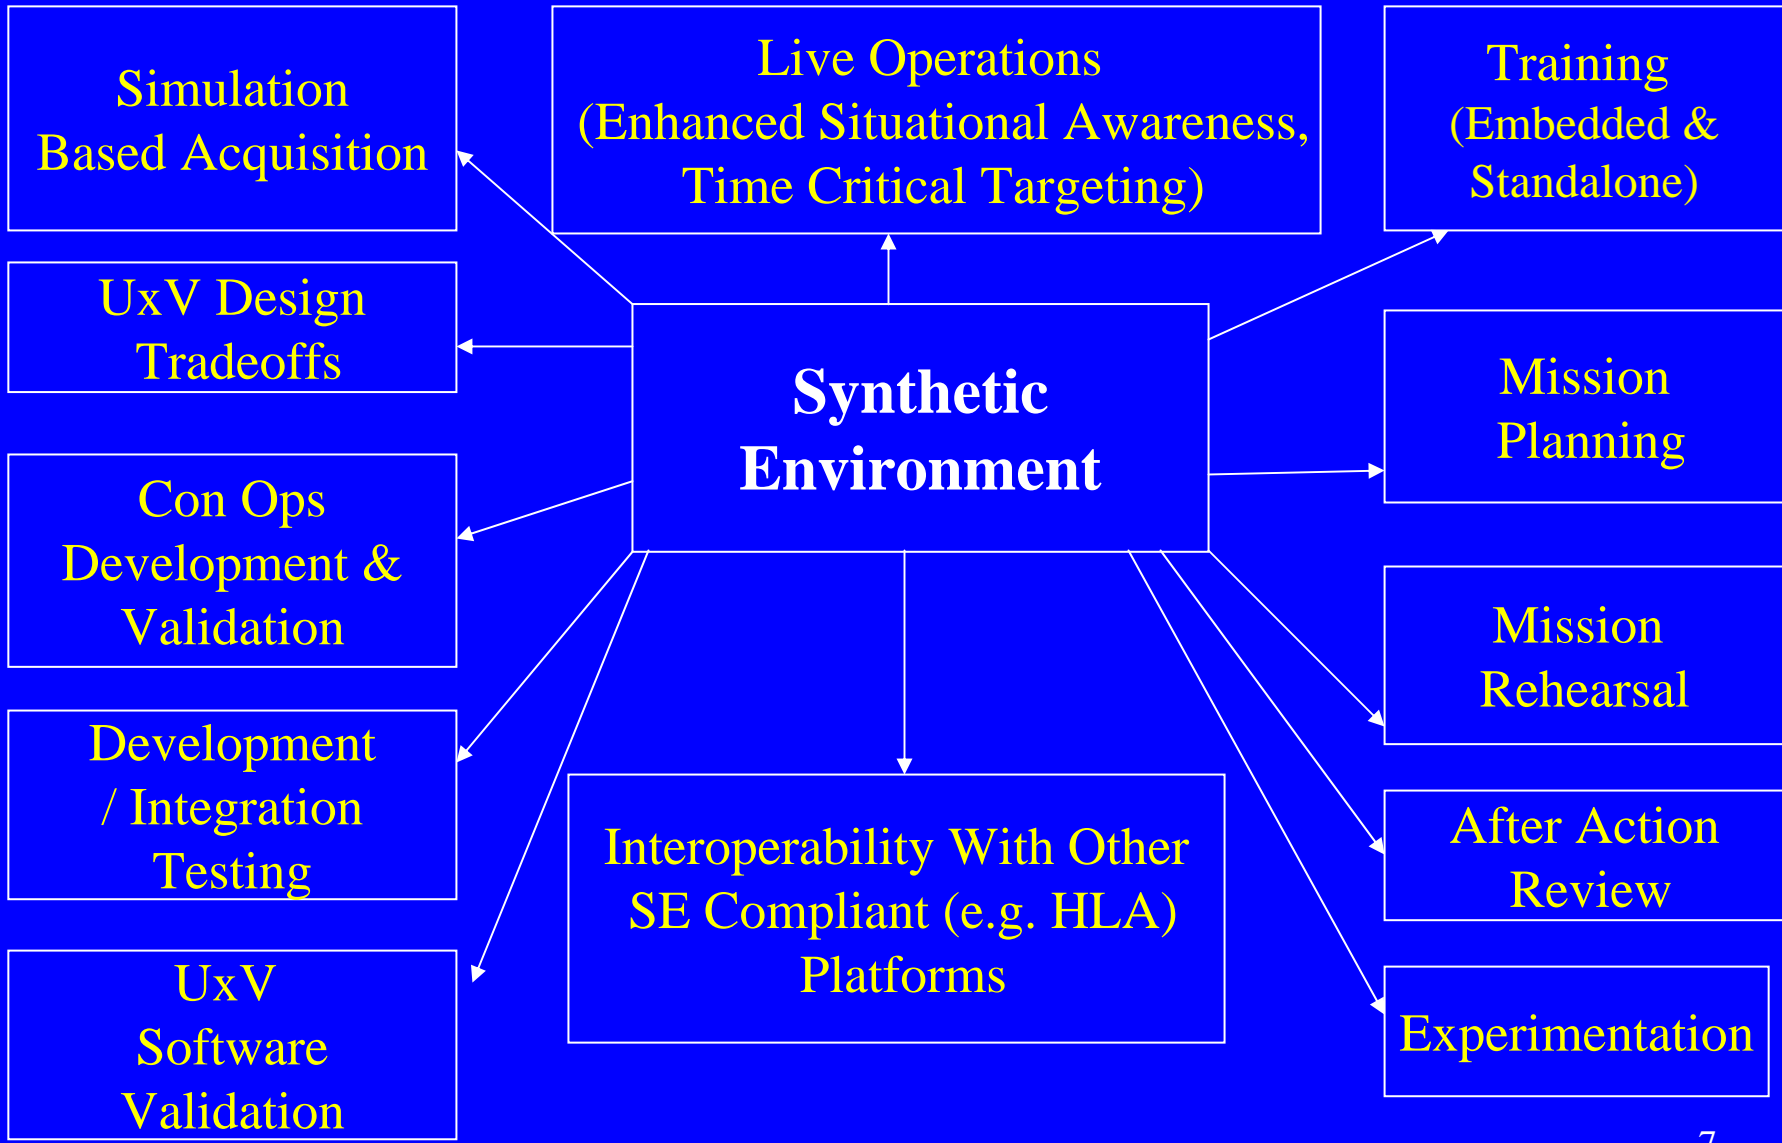 Simulation
Based Acquisition
Live Operations
(Enhanced Situational Awareness,
Time Critical Targeting)
Training
(Embedded &
Standalone)
UxV Design
Tradeoffs
Synthetic
Environment
Mission
Planning
Con Ops
Development &
Validation
Mission
Rehearsal
Development
/ Integration
Testing
Interoperability With Other
SE Compliant (e.g. HLA)
Platforms
After Action
Review
UxV
Software
Validation
Experimentation
7